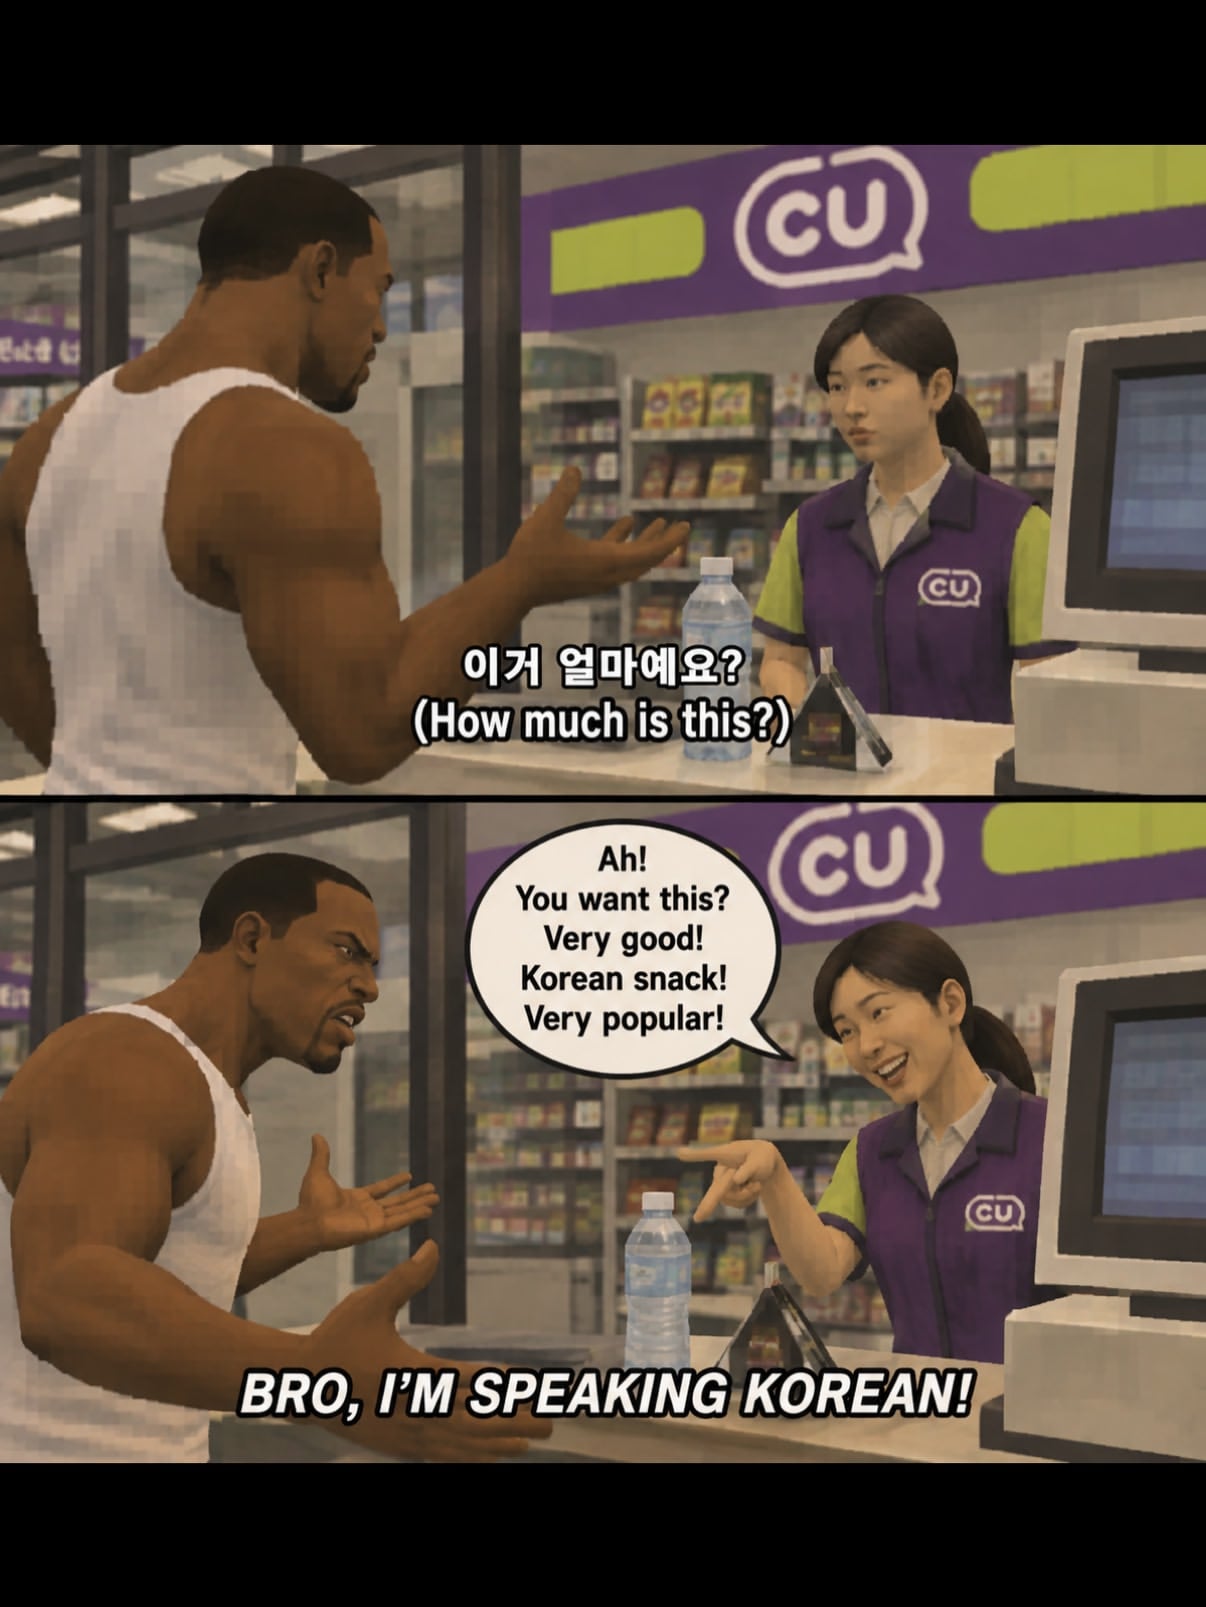 CU
CU
이거 얼마예요?
(How much is this?)
Ah!
You want this?
Very good!
Korean snack!
Very popular!
CU
CU
BRO, I'M SPEAKING KOREAN!